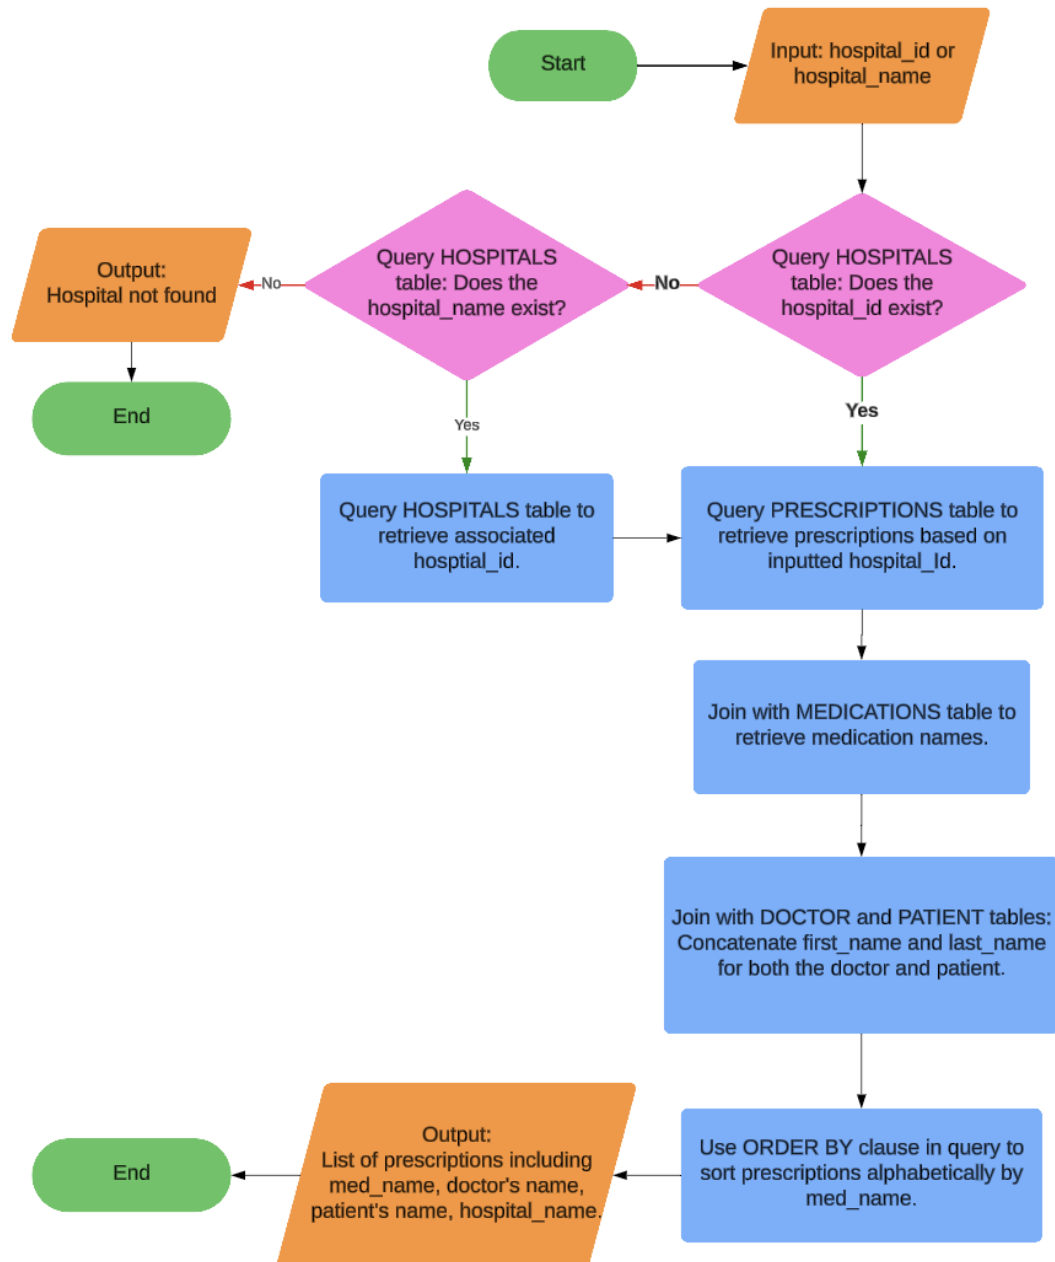 Start
Input: hospital_id or
hospital_name
Query HOSPITALS
table: Does the
hospital_id exist?
No
Query HOSPITALS
table: Does the
hospital_name exist?
No
Output:
Hospital not found
End
Yes
Yes
Query HOSPITALS table to
retrieve associated
hosptial_id.
Query PRESCRIPTIONS table to
retrieve prescriptions based on
inputted hospital_Id.
Join with MEDICATIONS table to
retrieve medication names.
Join with DOCTOR and PATIENT tables:
Concatenate first_name and last_name
for both the doctor and patient.
Use ORDER BY clause in query to
sort prescriptions alphabetically by
med_name.
Output:
List of prescriptions including
med_name, doctor's name,
patient's name, hospital_name.
End